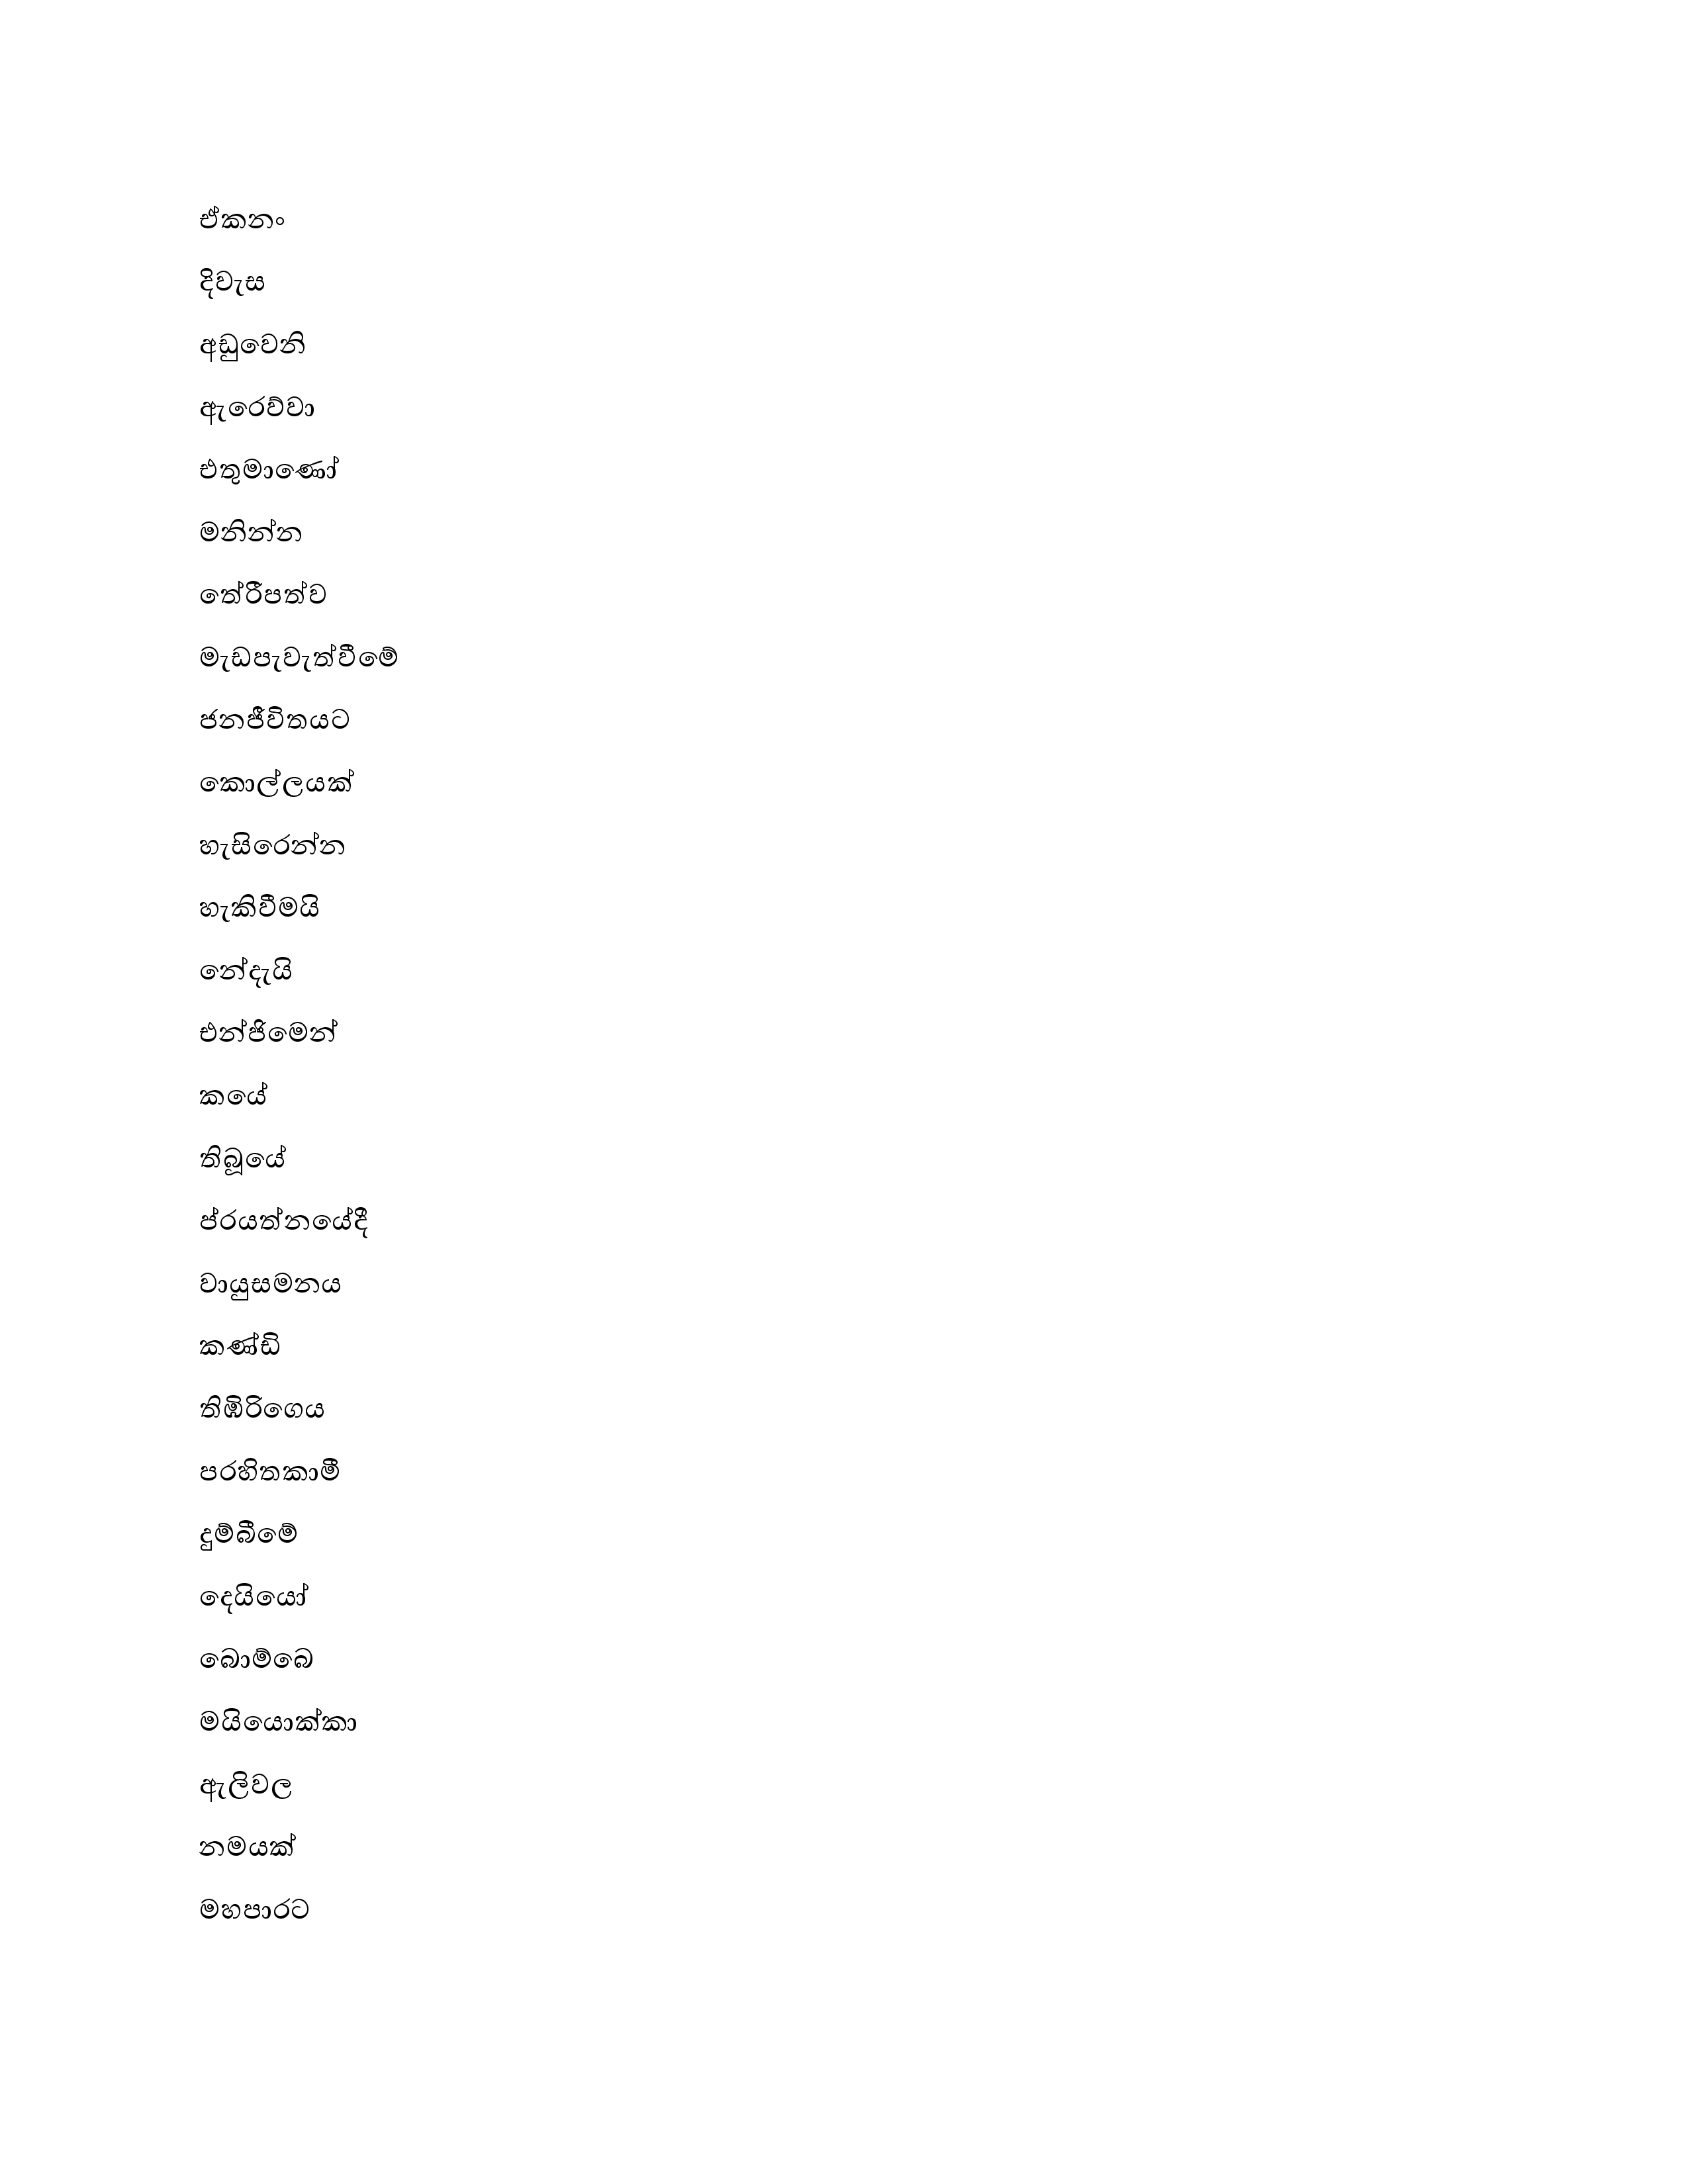 ඒකනං
දිවැස
අඩුවෙනි
ඇරෙව්වා
එතුමාණෝ
මනින්න
තේරීපත්ව
මැඩපැවැත්වීමේ
ජනජීවිතයට
කොල්ලයක්
හැසිරෙන්න
හැකිවීමයි
නේදැයි
එන්ජිමෙන්
කයේ
තිබූයේ
ප්රයත්නයේදී
වායුසමනය
කණ්ඩි
තිඹිරිගෙය
පරහිතකාමී
දුම්බීමේ
දෙයියෝ
බොම්බෙ
මයියොක්කා
ඇලිවල
නමයක්
මහපාරට